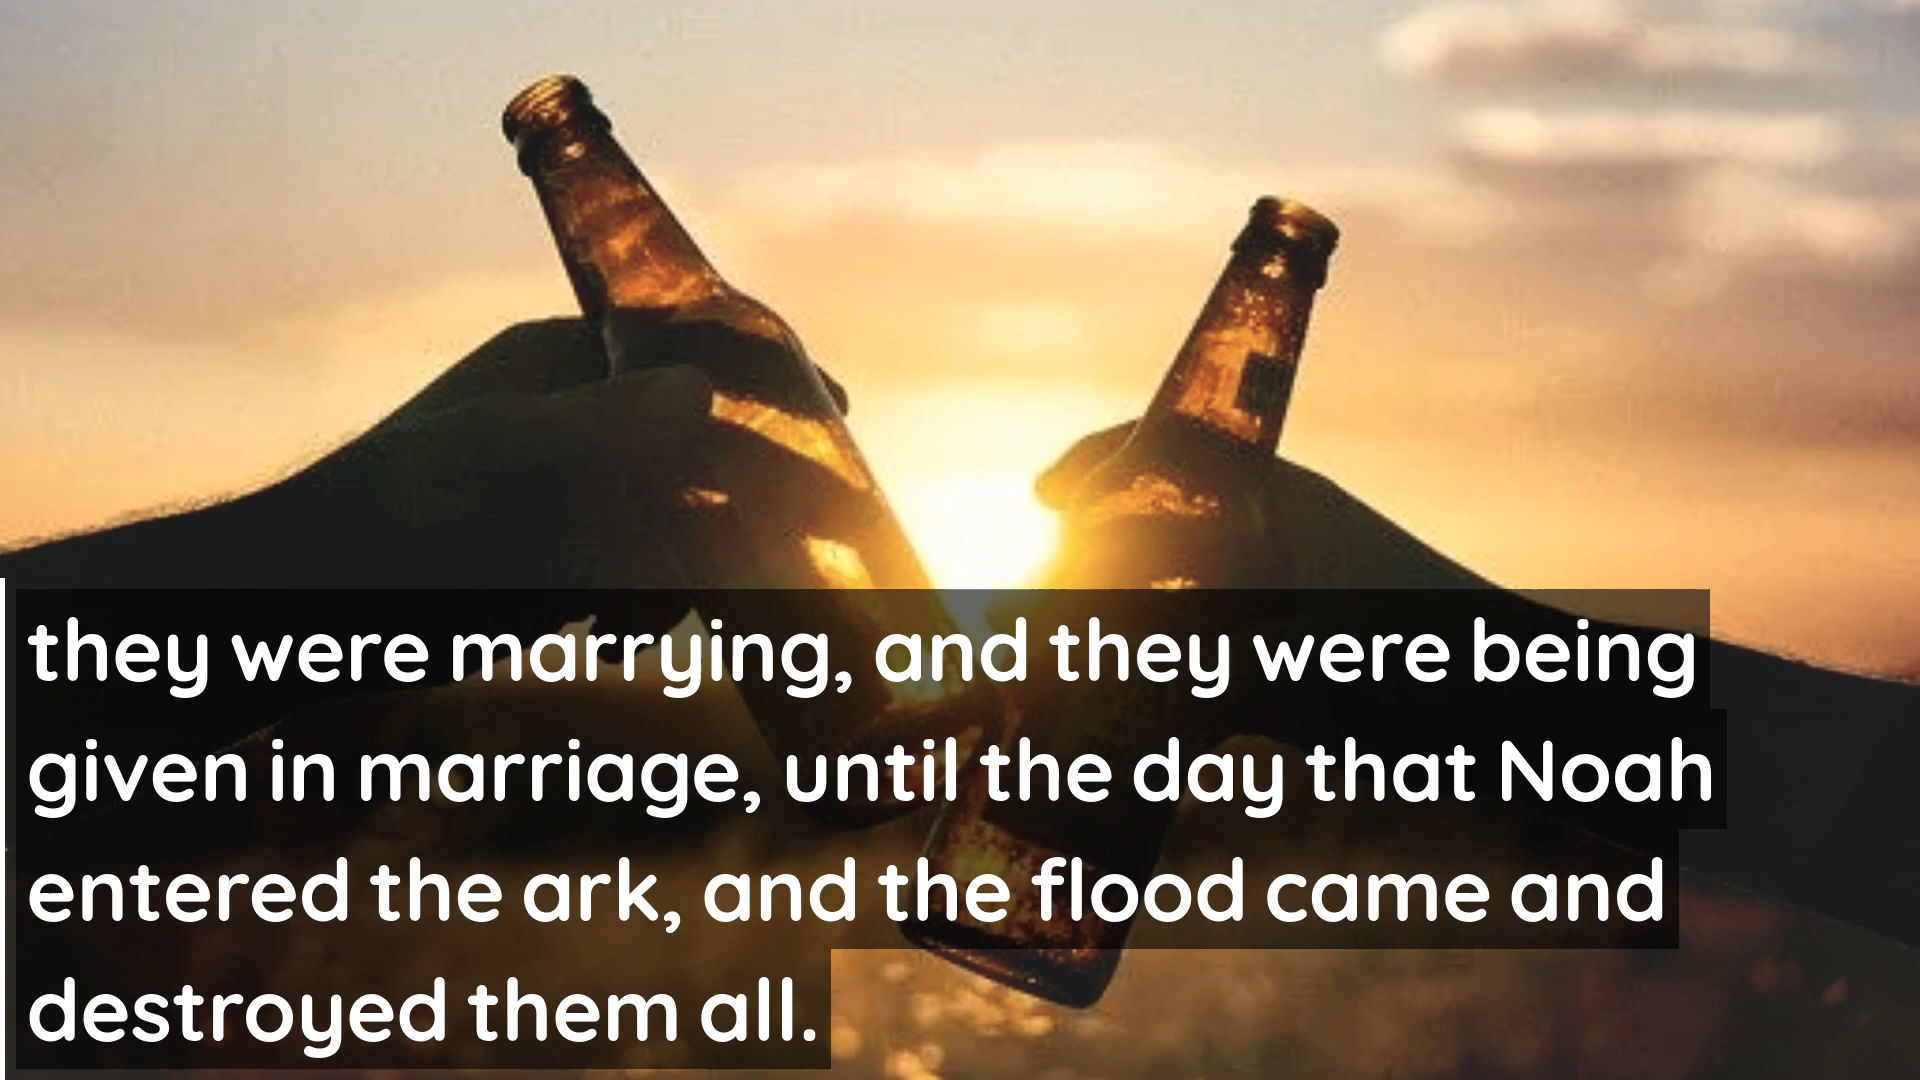 they were marrying, and they were being
given in marriage, until the day that Noah
entered the ark, and the flood came and
destroyed them all.